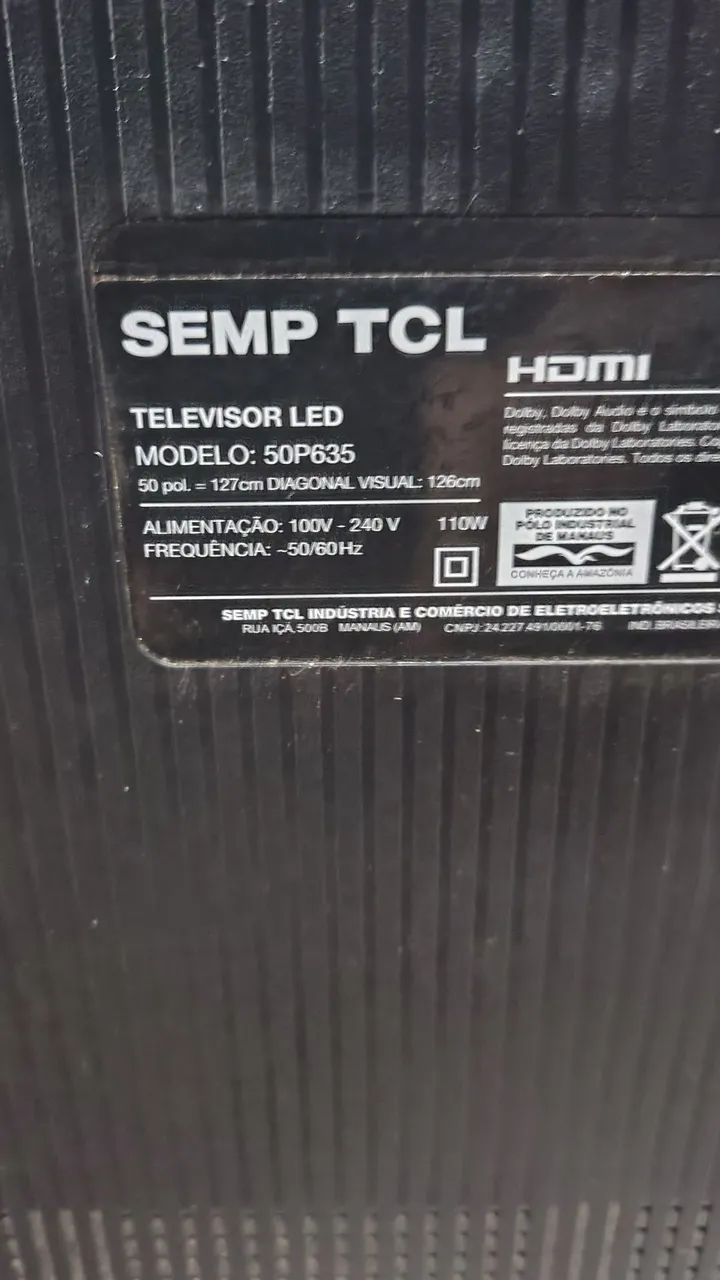 SEMP TCL
HDMI
TELEVISOR LED
MODELO: 50P635
50 pol. = 127cm DIAGONAL VISUAL: 126cm
ALIMENTAÇÃO: 100V - 240 V 110W
FREQUÊNCIA: ~50/60Hz
Dolby, Dolby Audio e o símbolo
registradas da Dolby
licença da Dolby Laboratories.
Dolby Laboratories. Todos os
PRODUZIDO NO
PÓLO INDUSTRIAL
DE MANAUS
CONHEÇA A AMAZÔNIA
SEMP TCL INDÚSTRIA E COMÉRCIO DE ELETROELETRÔNICOS
RUA IÇÁ, 500B MANAUS (AM) CNPJ: 24.227.491/0001-76 IND. BRASILEIRA